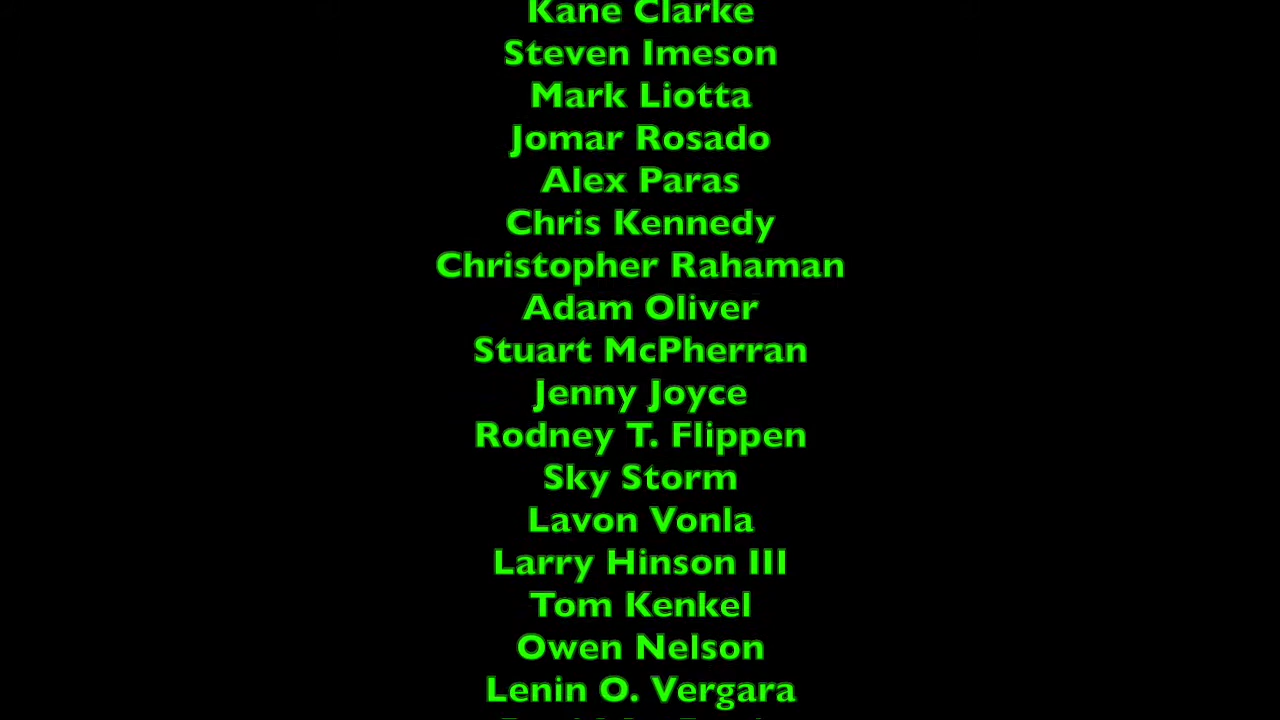 Kane Clarke
Steven Imeson
Mark Liotta
Jomar Rosado
Alex Paras
Chris Kennedy
Christopher Rahaman
Adam Oliver
Stuart McPherran
Jenny Joyce
Rodney T. Flippen
Sky Storm
Lavon Vonla
Larry Hinson III
Tom Kenkel
Owen Nelson
Lenin O. Vergara